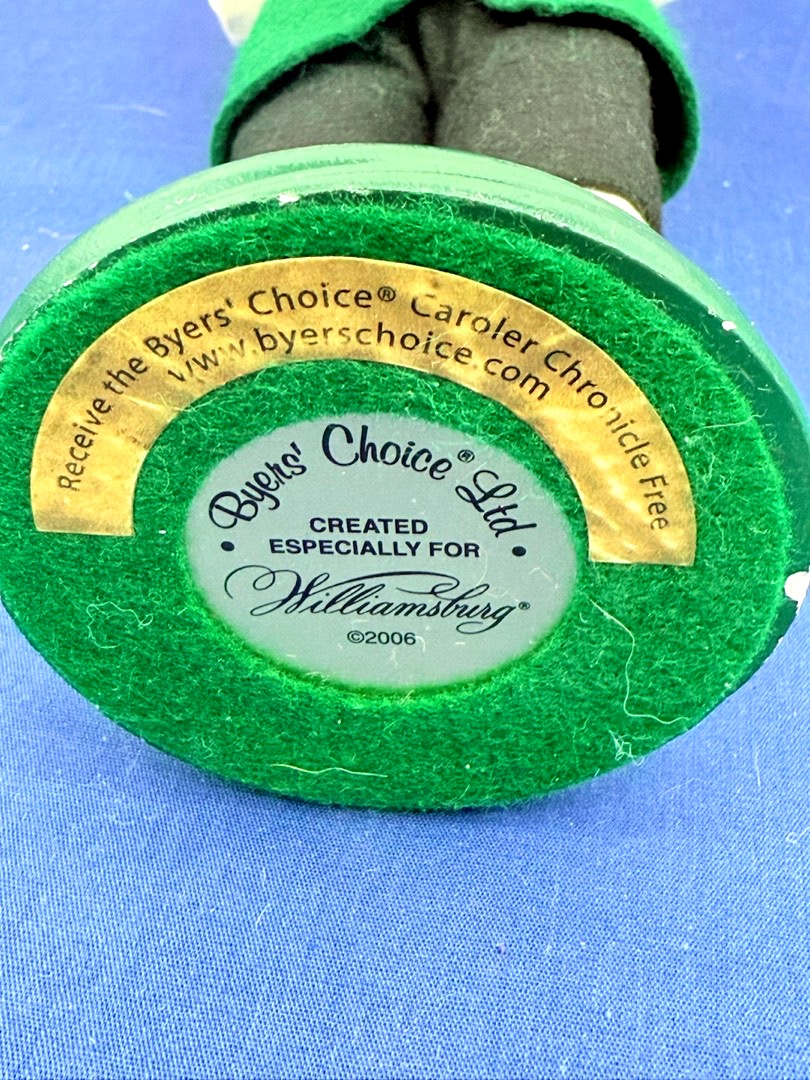 Receive the Byers' Choice® Caroler Chronicle Free
www.byerschoice.com
Byers' Choice® Ltd
• CREATED •
ESPECIALLY FOR
Williamsburg®
©2006